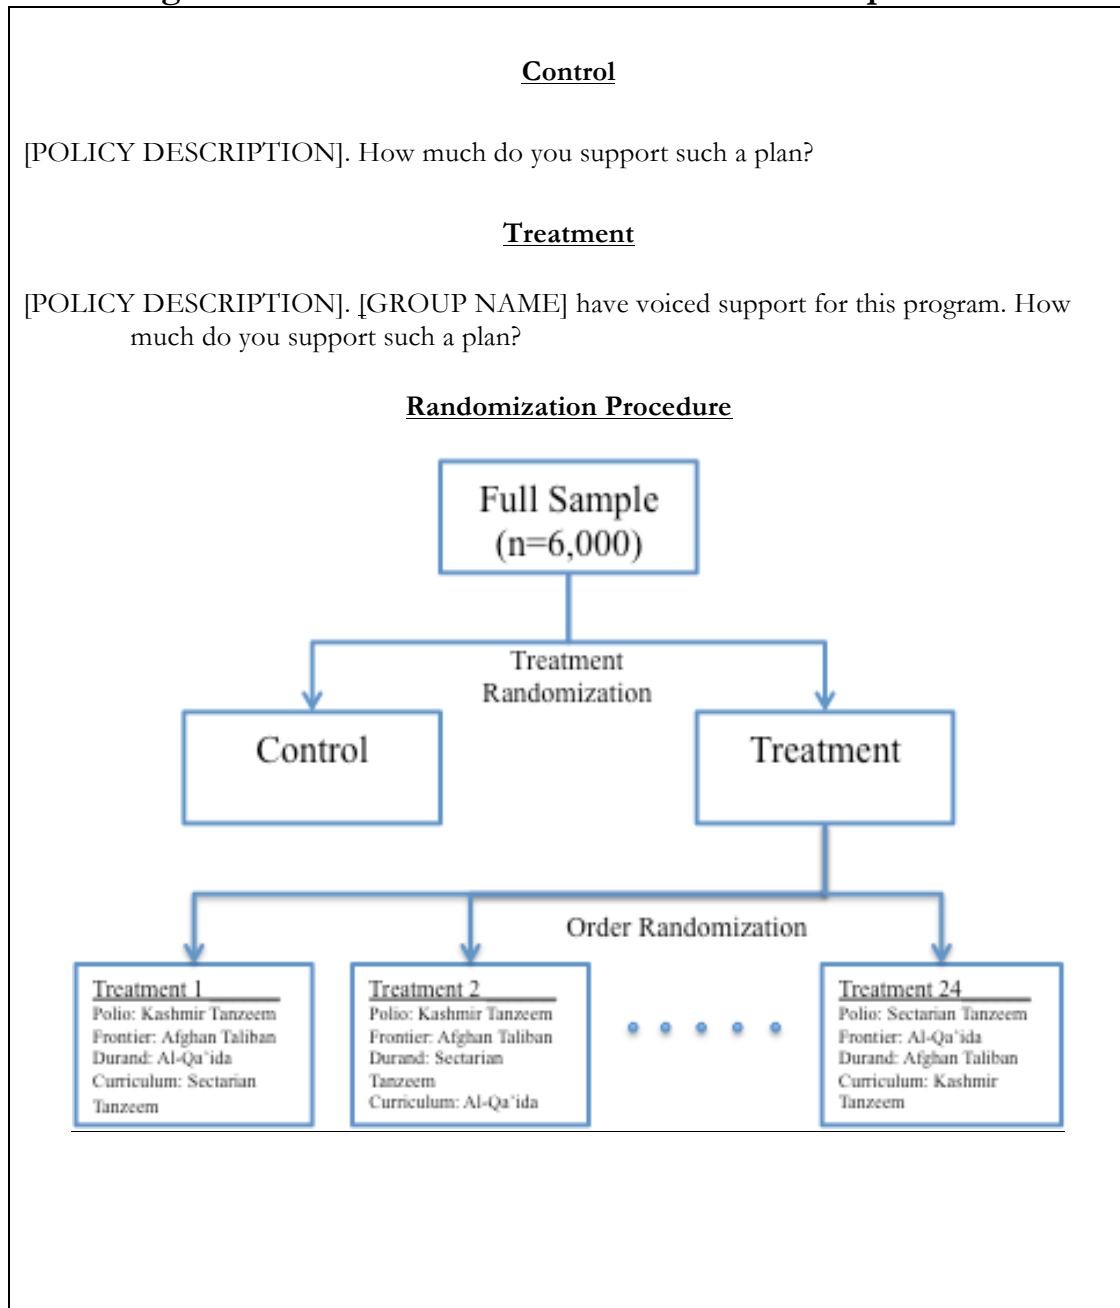 Control
[POLICY DESCRIPTION]. How much do you support such a plan?
Treatment
[POLICY DESCRIPTION]. [GROUP NAME] have voiced support for this program. How
much do you support such a plan?
Randomization Procedure
Full Sample
(n=6,000)
Treatment
Randomization
Control
Treatment
Order Randomization
Treatment 1
Polio: Kashmir Tanzeem
Frontier: Afghan Taliban
Durand: Al-Qa'ida
Curriculum: Sectarian
Tanzeem
Treatment 2
Polio: Kashmir Tanzeem
Frontier: Afghan Taliban
Durand: Sectarian
Tanzeem
Curriculum: Al-Qa'ida
Treatment 24
Polio: Sectarian Tanzeem
Frontier: Al-Qa'ida
Durand: Afghan Taliban
Curriculum: Kashmir
Tanzeem